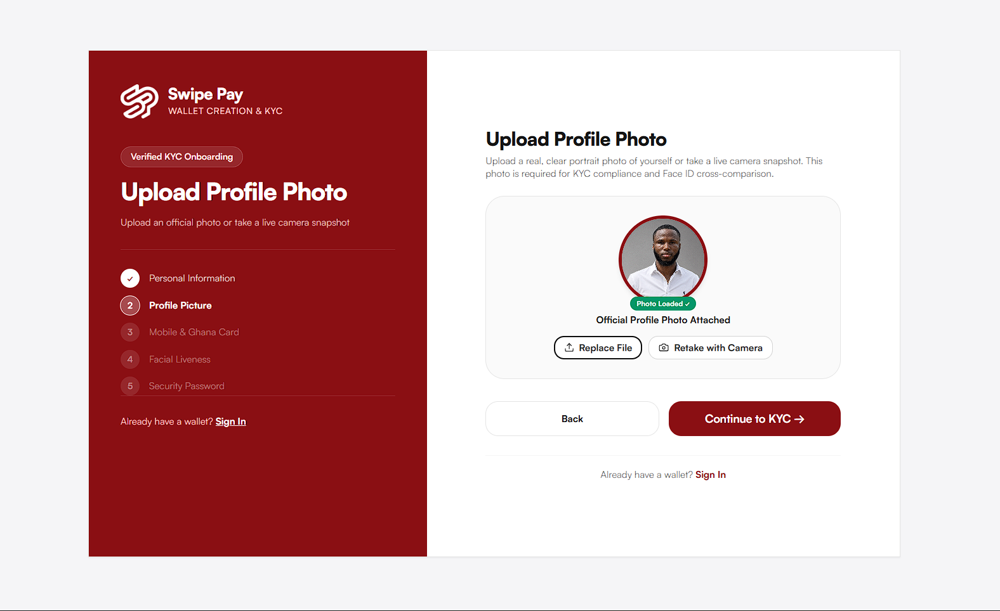 Swipe Pay
WALLET CREATION & KYC
Verified KYC Onboarding
Upload Profile Photo
Upload an official photo or take a live camera snapshot
✓ Personal Information
2 Profile Picture
3 Mobile & Ghana Card
4 Facial Liveness
5 Security Password
Already have a wallet? Sign In
Upload Profile Photo
Upload a real, clear portrait photo of yourself or take a live camera snapshot. This
photo is required for KYC compliance and Face ID cross-comparison.
Photo Loaded ✓
Official Profile Photo Attached
Replace File
Retake with Camera
Back
Continue to KYC →
Already have a wallet? Sign In